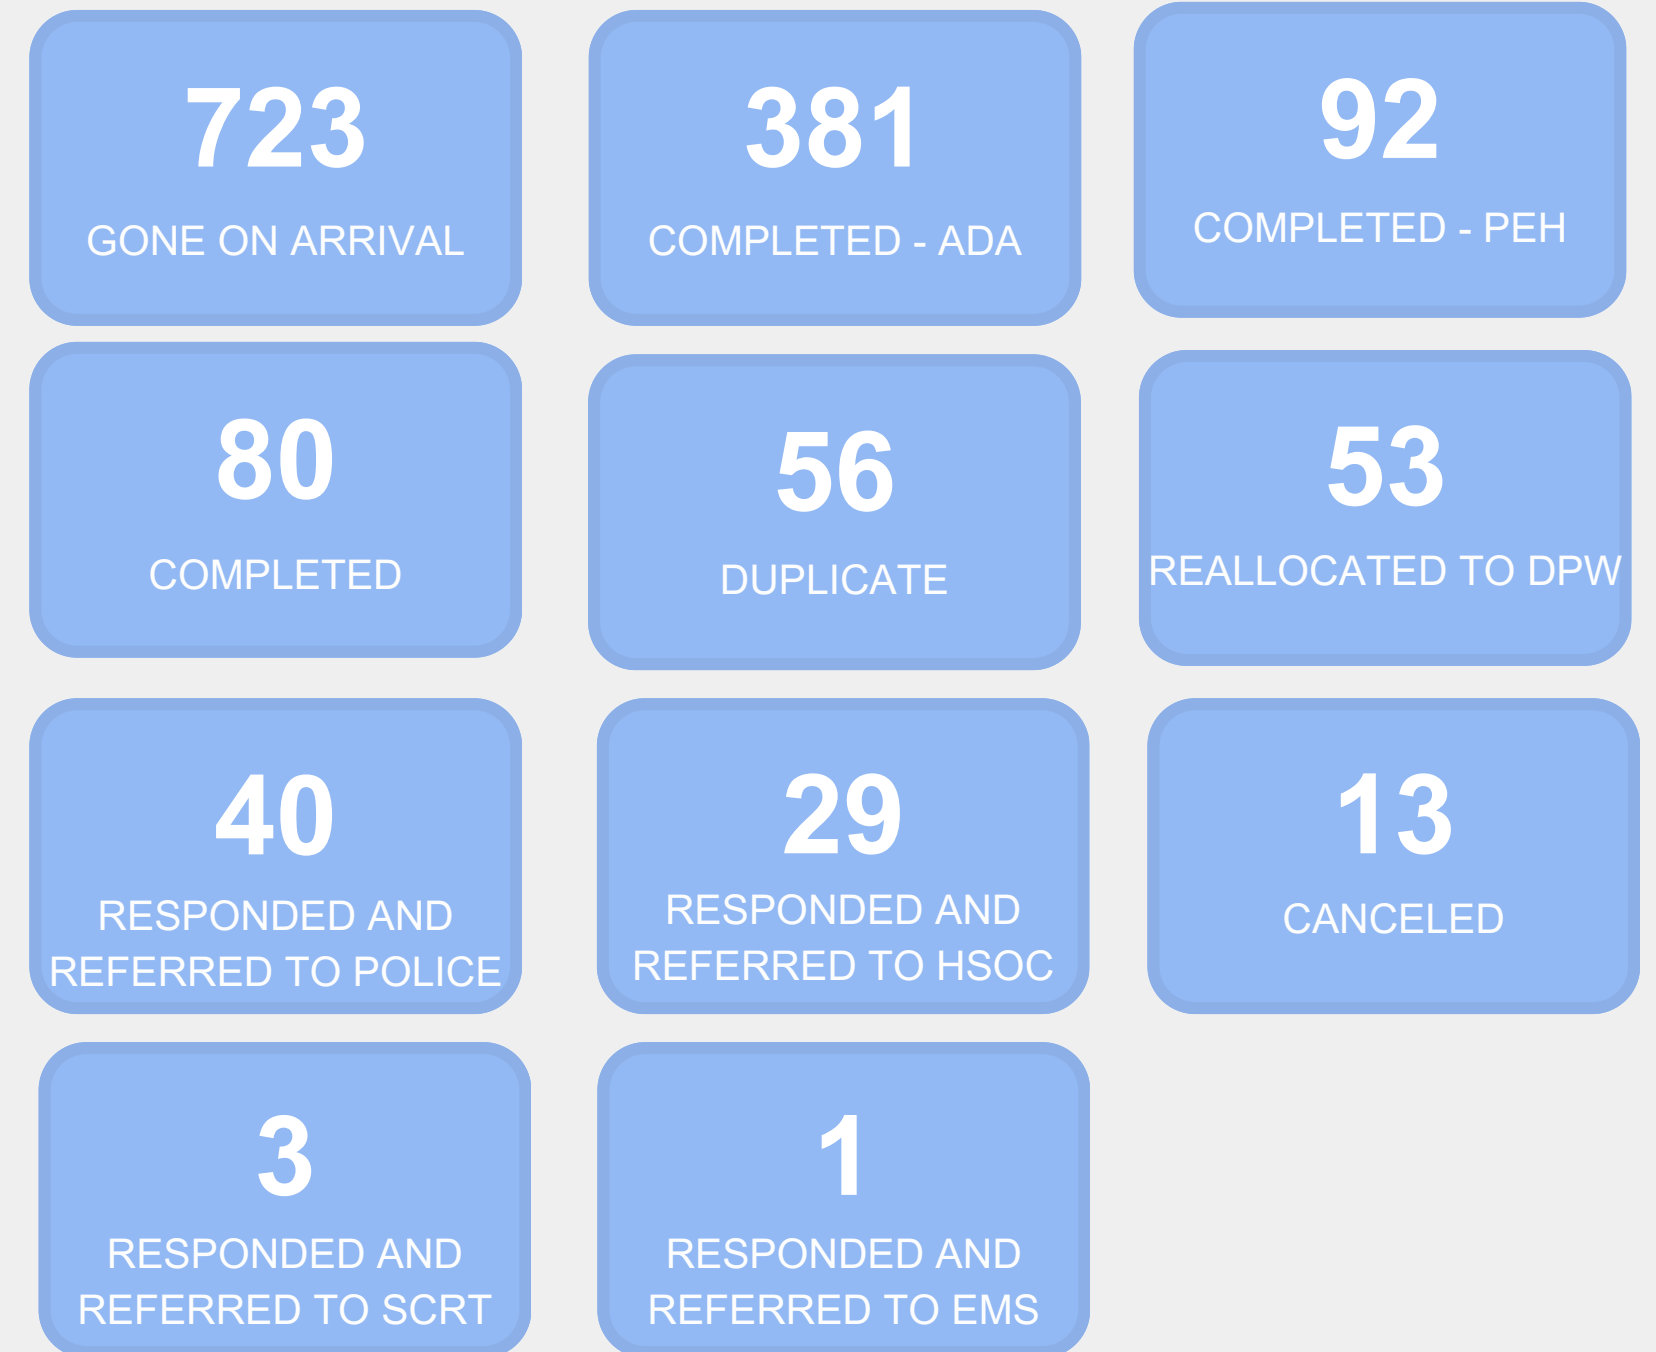 723
GONE ON ARRIVAL
381
COMPLETED - ADA
92
COMPLETED - PEH
80
COMPLETED
56
DUPLICATE
53
REALLOCATED TO DPW
40
RESPONDED AND
REFERRED TO POLICE
29
RESPONDED AND
REFERRED TO HSOC
13
CANCELED
3
RESPONDED AND
REFERRED TO SCRT
1
RESPONDED AND
REFERRED TO EMS